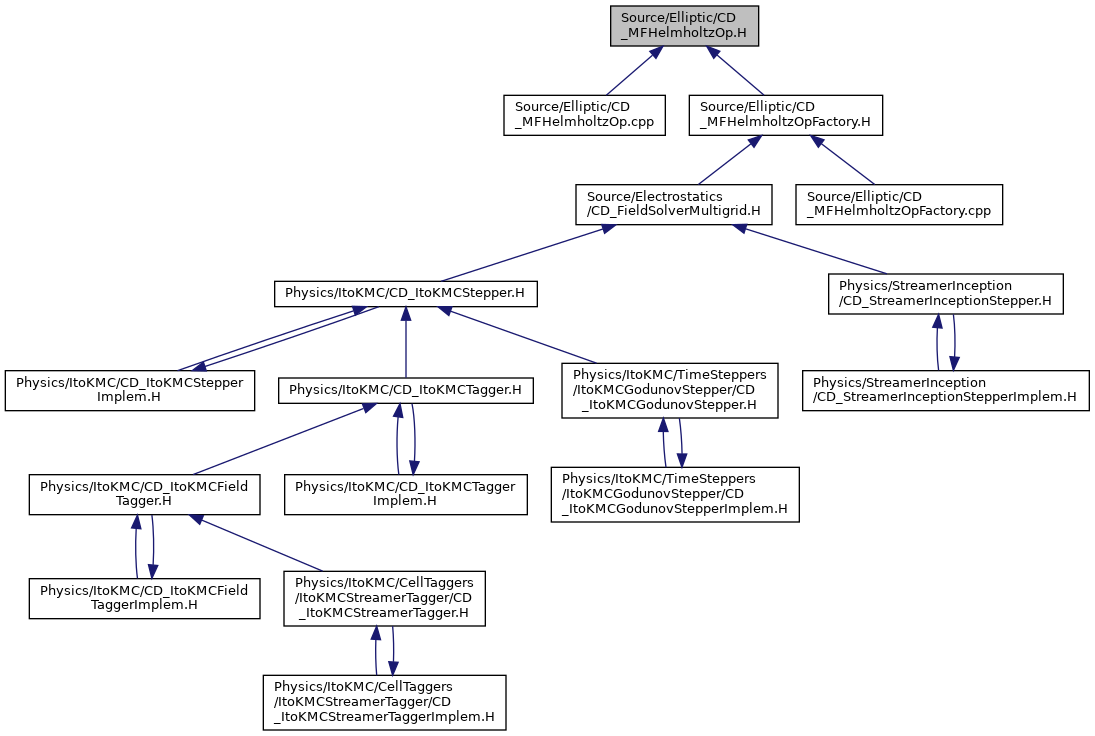 Source/Elliptic/CD
_MFHelmholtzOp.H
Source/Elliptic/CD
_MFHelmholtzOp.cpp
Source/Elliptic/CD
_MFHelmholtzOpFactory.H
Source/Electrostatics
/CD_FieldSolverMultigrid.H
Source/Elliptic/CD
_MFHelmholtzOpFactory.cpp
Physics/ItoKMC/CD_ItoKMCStepper.H
Physics/StreamerInception
/CD_StreamerInceptionStepper.H
Physics/ItoKMC/CD_ItoKMCStepper
Implem.H
Physics/ItoKMC/CD_ItoKMCTagger.H
Physics/ItoKMC/TimeSteppers
/ItoKMCGodunovStepper/CD
_ItoKMCGodunovStepper.H
Physics/StreamerInception
/CD_StreamerInceptionStepperImplem.H
Physics/ItoKMC/CD_ItoKMCField
Tagger.H
Physics/ItoKMC/CD_ItoKMCTagger
Implem.H
Physics/ItoKMC/TimeSteppers
/ItoKMCGodunovStepper/CD
_ItoKMCGodunovStepperImplem.H
Physics/ItoKMC/CD_ItoKMCField
TaggerImplem.H
Physics/ItoKMC/CellTaggers
/ItoKMCStreamerTagger/CD
_ItoKMCStreamerTagger.H
Physics/ItoKMC/CellTaggers
/ItoKMCStreamerTagger/CD
_ItoKMCStreamerTaggerImplem.H